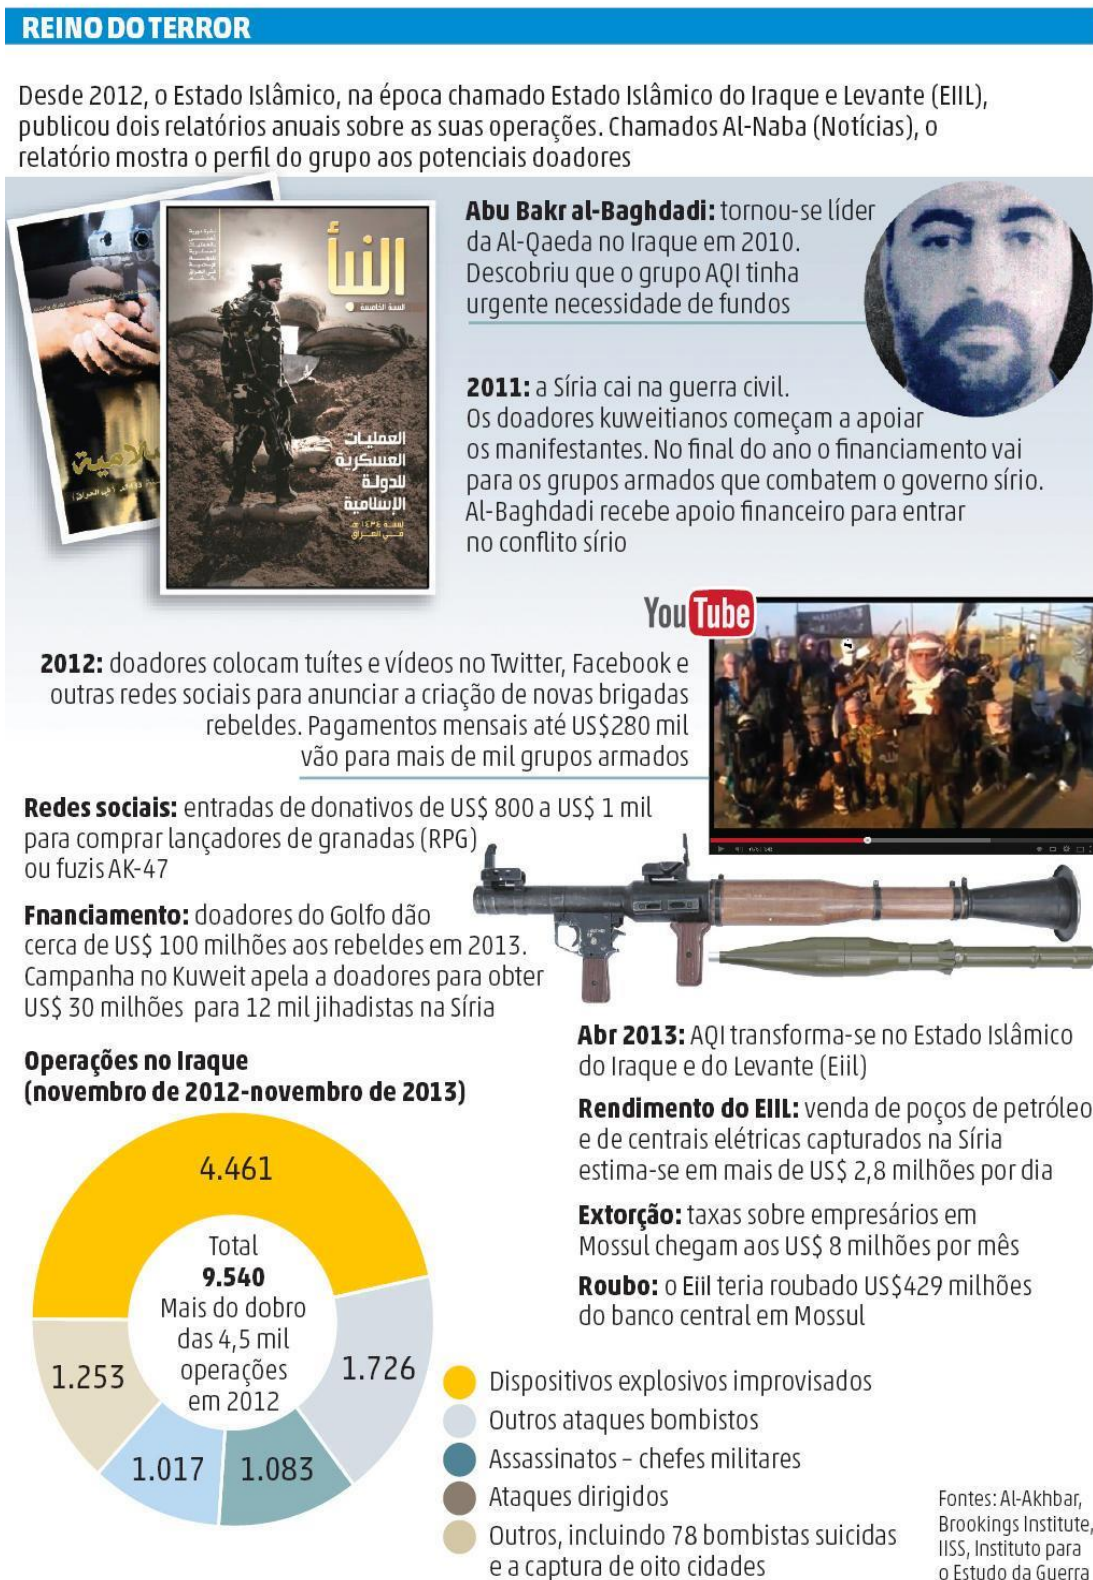 REINO DO TERROR
Desde 2012, o Estado Islâmico, na época chamado Estado Islâmico do Iraque e Levante (EIIL),
publicou dois relatórios anuais sobre as suas operações. Chamados Al-Naba (Notícias), o
relatório mostra o perfil do grupo aos potenciais doadores
النبأ
السنة الخامسة
العمليات
العسكرية
للدولة
الإسلامية
لسنة ١٤٣٤ هـ
في العراق
Abu Bakr al-Baghdadi: tornou-se líder
da Al-Qaeda no Iraque em 2010.
Descobriu que o grupo AQI tinha
urgente necessidade de fundos
2011: a Síria cai na guerra civil.
Os doadores kuweitianos começam a apoiar
os manifestantes. No final do ano o financiamento vai
para os grupos armados que combatem o governo sírio.
Al-Baghdadi recebe apoio financeiro para entrar
no conflito sírio
YouTube
2012: doadores colocam tuítes e vídeos no Twitter, Facebook e
outras redes sociais para anunciar a criação de novas brigadas
rebeldes. Pagamentos mensais até US$280 mil
vão para mais de mil grupos armados
Redes sociais: entradas de donativos de US$ 800 a US$ 1 mil
para comprar lançadores de granadas (RPG)
ou fuzis AK-47
Fnanciamento: doadores do Golfo dão
cerca de US$ 100 milhões aos rebeldes em 2013.
Campanha no Kuweit apela a doadores para obter
US$ 30 milhões para 12 mil jihadistas na Síria
Abr 2013: AQI transforma-se no Estado Islâmico
do Iraque e do Levante (Eiil)
Rendimento do EIIL: venda de poços de petróleo
e de centrais elétricas capturados na Síria
estima-se em mais de US$ 2,8 milhões por dia
Extorção: taxas sobre empresários em
Mossul chegam aos US$ 8 milhões por mês
Roubo: o Eiil teria roubado US$429 milhões
do banco central em Mossul
Operações no Iraque
(novembro de 2012-novembro de 2013)
4.461
Total
9.540
Mais do dobro
das 4,5 mil
operações
em 2012
1.253
1.726
1.017
1.083
Dispositivos explosivos improvisados
Outros ataques bombistos
Assassinatos – chefes militares
Ataques dirigidos
Outros, incluindo 78 bombistas suicidas
e a captura de oito cidades
Fontes: Al-Akhbar,
Brookings Institute,
IISS, Instituto para
o Estudo da Guerra